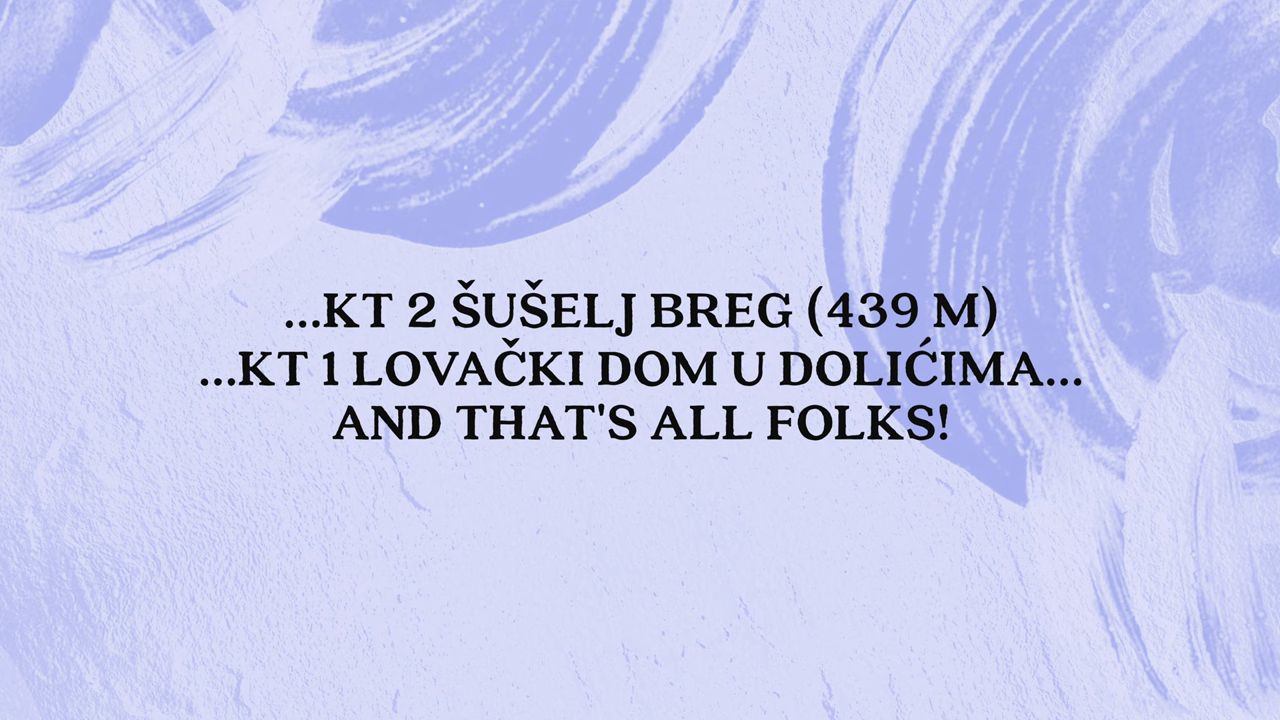 ...KT 2 ŠUŠELJ BREG (439 M)
...KT 1 LOVAČKI DOM U DOLIĆIMA...
AND THAT'S ALL FOLKS!